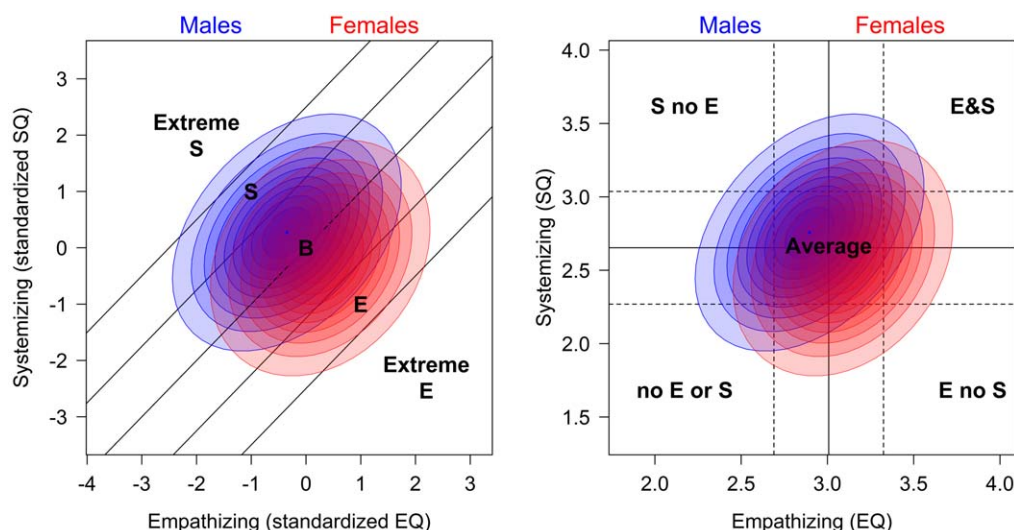 Males Females
Systemizing (standardized SQ)
3
2
1
0
-1
-2
-3
Extreme
S
S
B
E
Extreme
E
-4 -3 -2 -1 0 1 2 3
Empathizing (standardized EQ)
Males Females
Systemizing (SQ)
4.0
3.5
3.0
2.5
2.0
1.5
S no E E&S
Average
no E or S E no S
2.0 2.5 3.0 3.5 4.0
Empathizing (EQ)